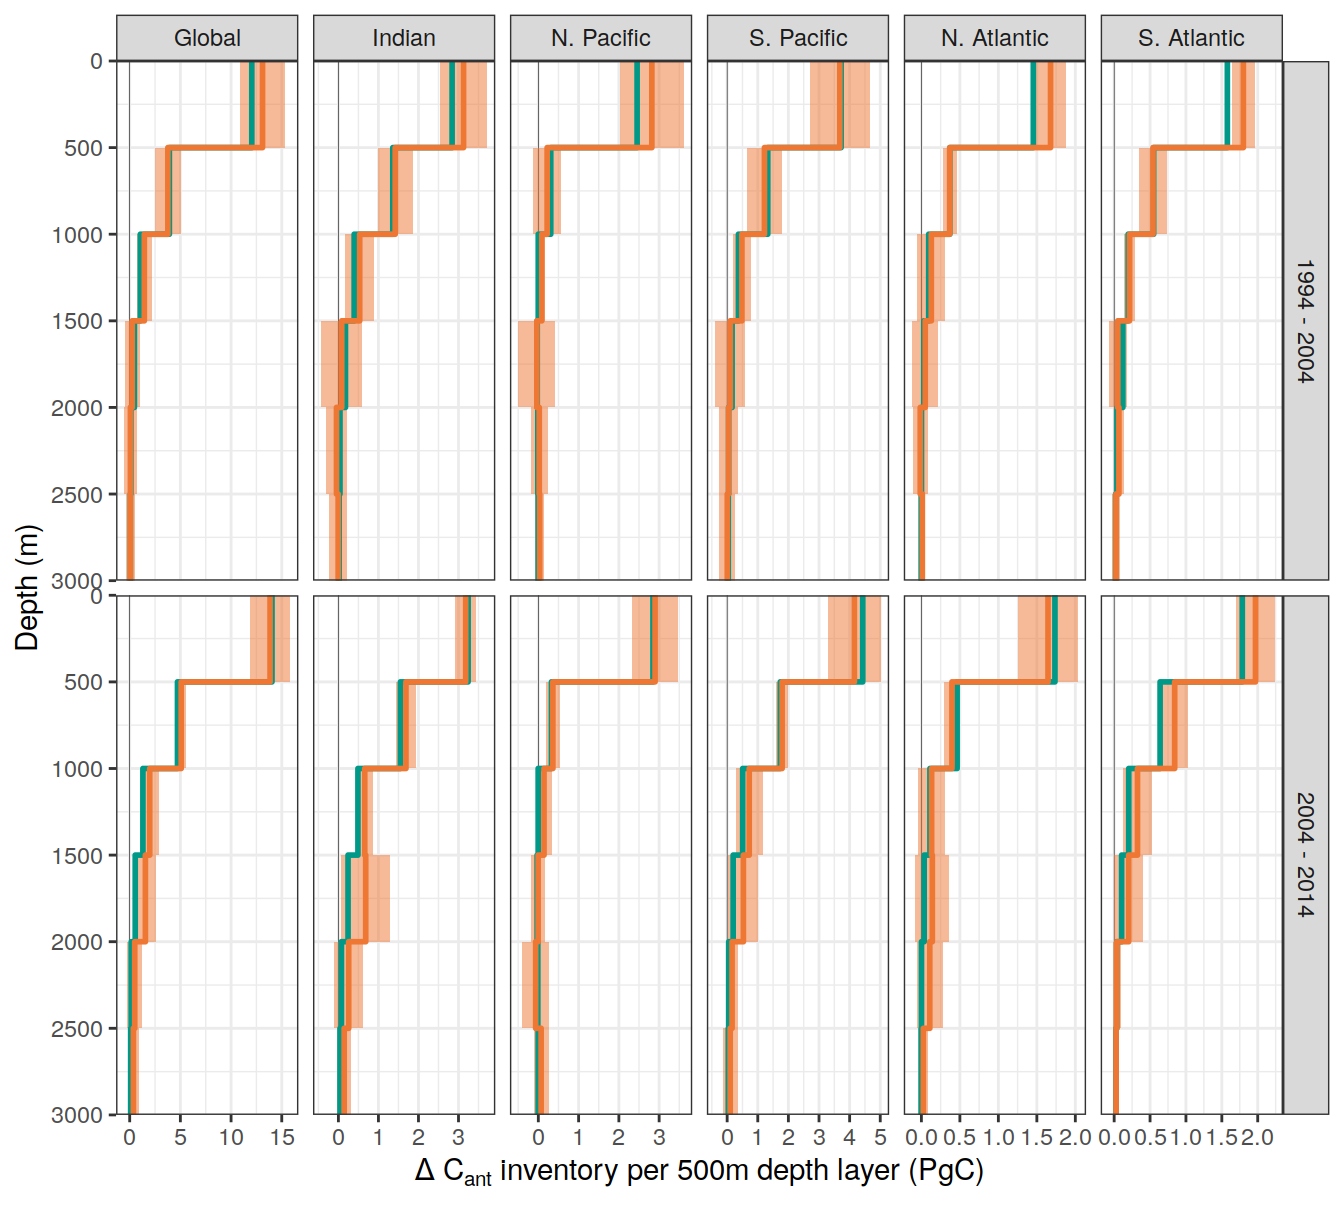 Global Indian N. Pacific S. Pacific N. Atlantic S. Atlantic
0
500
1000
1500
2000
2500
3000
1994 - 2004
0
500
1000
1500
2000
2500
3000
2004 - 2014
Depth (m)
0 5 10 15 0 1 2 3 0 1 2 3 0 1 2 3 4 5 0.0 0.5 1.0 1.5 2.0 0.0 0.5 1.0 1.5 2.0
Δ Cant inventory per 500m depth layer (PgC)